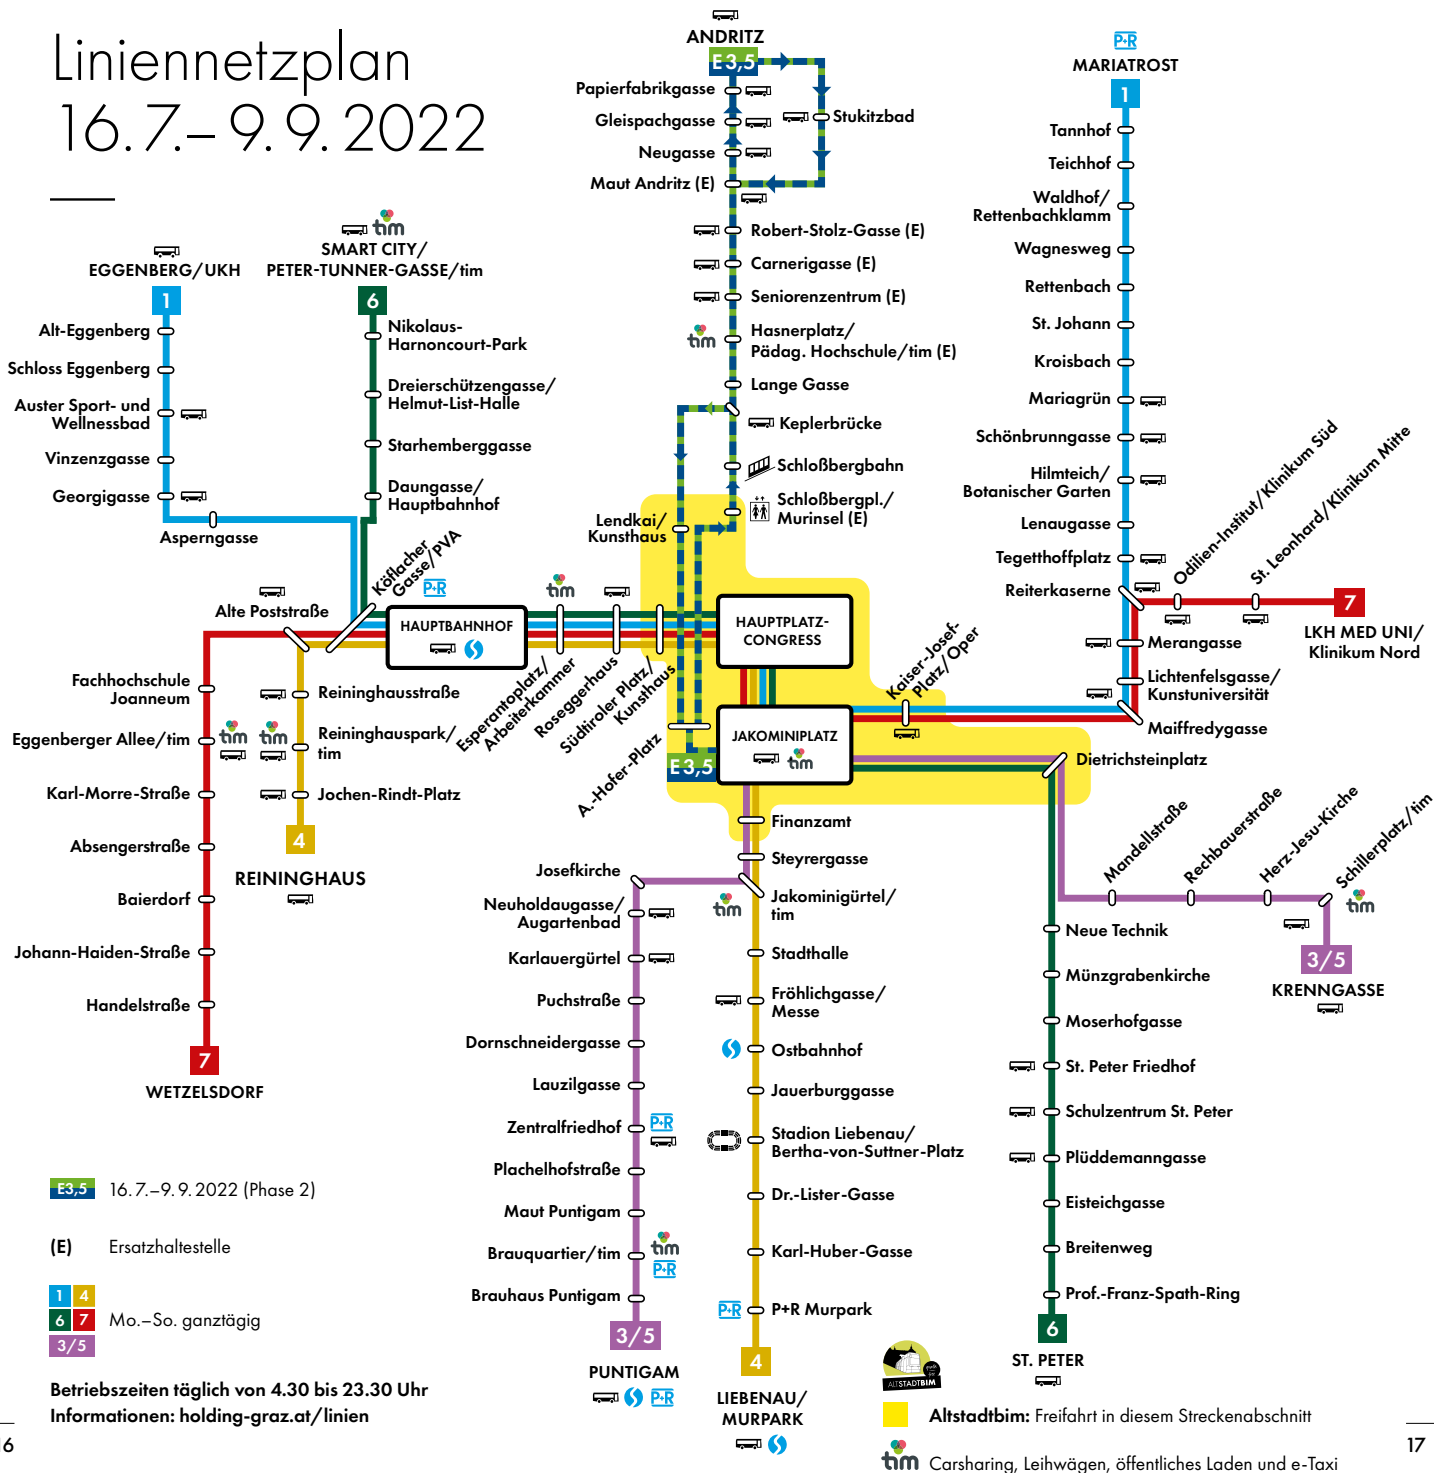 Liniennetzplan
16. 7.– 9. 9. 2022
ANDRITZ
E 3,5
Papierfabrikgasse
Gleispachgasse
Neugasse
Maut Andritz (E)
Stukitzbad
Robert-Stolz-Gasse (E)
Carnerigasse (E)
Seniorenzentrum (E)
tim
Hasnerplatz/
Pädag. Hochschule/tim (E)
Lange Gasse
Keplerbrücke
Schloßbergbahn
Schloßbergpl./
Murinsel (E)
Lendkai/
Kunsthaus
P+R
MARIATROST
1
Tannhof
Teichhof
Waldhof/
Rettenbachklamm
Wagnesweg
Rettenbach
St. Johann
Kroisbach
Mariagrün
Schönbrunngasse
Hilmteich/
Botanischer Garten
Lenaugasse
Tegetthoffplatz
Reiterkaserne
Odilien-Institut/Klinikum Süd
St. Leonhard/Klinikum Mitte
7
LKH MED UNI/
Klinikum Nord
Merangasse
Lichtenfelsgasse/
Kunstuniversität
Maiffredygasse
EGGENBERG/UKH
1
Alt-Eggenberg
Schloss Eggenberg
Auster Sport- und
Wellnessbad
Vinzenzgasse
Georgigasse
Asperngasse
tim
SMART CITY/
PETER-TUNNER-GASSE/tim
6
Nikolaus-
Harnoncourt-Park
Dreierschützengasse/
Helmut-List-Halle
Starhemberggasse
Daungasse/
Hauptbahnhof
Köflacher
Gasse/PVA
P+R
Alte Poststraße
HAUPTBAHNHOF
tim
Esperantoplatz/
Arbeiterkammer
Roseggerhaus
Südtiroler Platz/
Kunsthaus
HAUPTPLATZ-
CONGRESS
Kaiser-Josef-
Platz/Oper
A.-Hofer-Platz
E 3,5
JAKOMINIPLATZ
tim
Dietrichsteinplatz
Fachhochschule
Joanneum
Eggenberger Allee/tim
tim
Karl-Morre-Straße
Absengerstraße
Baierdorf
Johann-Haiden-Straße
Handelstraße
7
WETZELSDORF
Reininghausstraße
tim
Reininghauspark/
tim
Jochen-Rindt-Platz
4
REININGHAUS
Finanzamt
Steyrergasse
tim
Jakominigürtel/
tim
Stadthalle
Fröhlichgasse/
Messe
Ostbahnhof
Jauerburggasse
Stadion Liebenau/
Bertha-von-Suttner-Platz
Dr.-Lister-Gasse
Karl-Huber-Gasse
P+R
P+R Murpark
4
LIEBENAU/
MURPARK
Josefkirche
Neuholdaugasse/
Augartenbad
Karlauergürtel
Puchstraße
Dornschneidergasse
Lauzilgasse
Zentralfriedhof
P+R
Plachelhofstraße
Maut Puntigam
Brauquartier/tim
tim
P+R
Brauhaus Puntigam
3/5
PUNTIGAM
P+R
Mandellstraße
Rechbauerstraße
Herz-Jesu-Kirche
Schillerplatz/tim
tim
3/5
KRENNGASSE
Neue Technik
Münzgrabenkirche
Moserhofgasse
St. Peter Friedhof
Schulzentrum St. Peter
Plüddemanngasse
Eisteichgasse
Breitenweg
Prof.-Franz-Spath-Ring
6
ST. PETER
E3,5 16. 7.–9. 9. 2022 (Phase 2)
(E) Ersatzhaltestelle
1 4
6 7 Mo.–So. ganztägig
3/5
Betriebszeiten täglich von 4.30 bis 23.30 Uhr
Informationen: holding-graz.at/linien
ALTSTADTBIM
Altstadtbim: Freifahrt in diesem Streckenabschnitt
tim Carsharing, Leihwägen, öffentliches Laden und e-Taxi
16
17